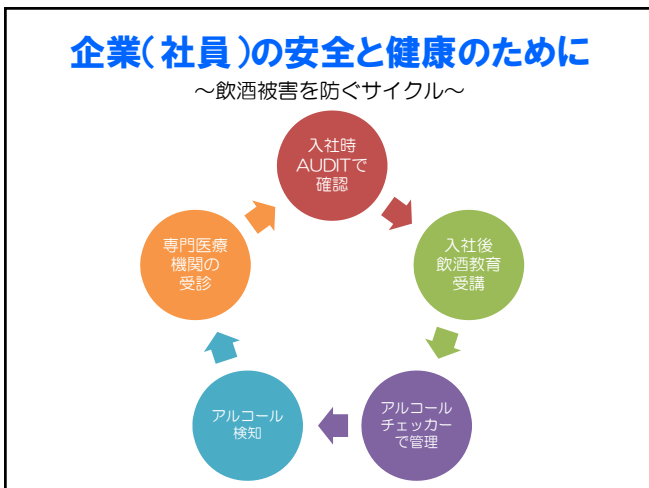 企業(社員)の安全と健康のために
～飲酒被害を防ぐサイクル～
入社時
AUDITで
確認
入社後
飲酒教育
受講
アルコール
チェッカー
で管理
アルコール
検知
専門医療
機関の
受診